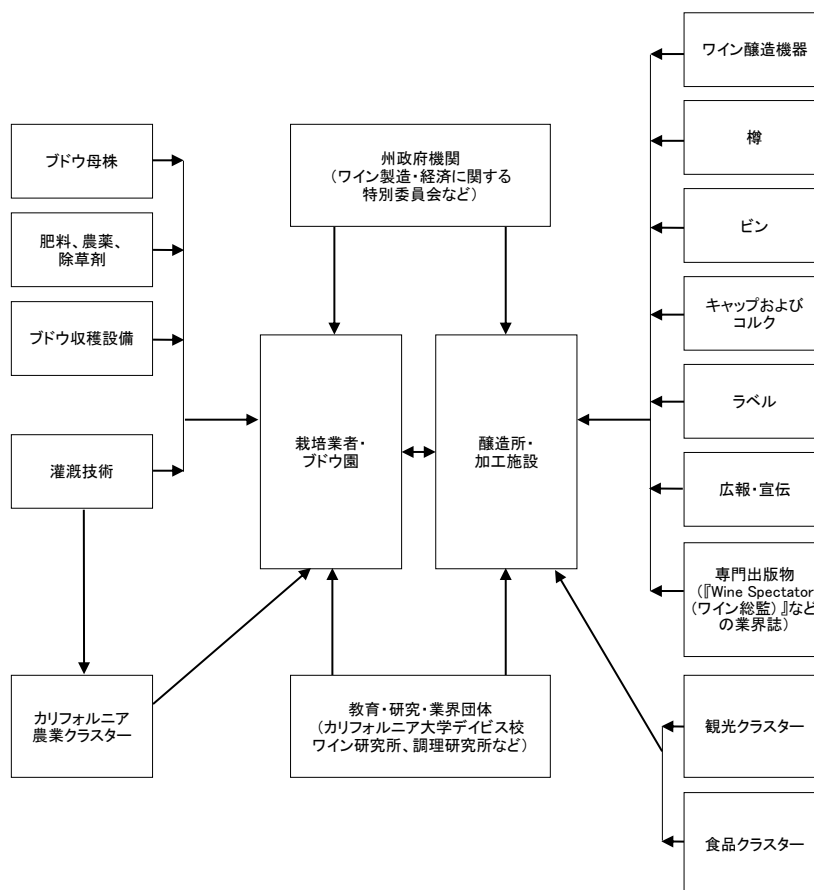 ブドウ母株
肥料、農薬、
除草剤
ブドウ収穫設備
灌漑技術
カリフォルニア
農業クラスター
州政府機関
(ワイン製造・経済に関する
特別委員会など)
栽培業者・
ブドウ園
醸造所・
加工施設
教育・研究・業界団体
(カリフォルニア大学デイビス校
ワイン研究所、調理研究所など)
ワイン醸造機器
樽
ビン
キャップおよび
コルク
ラベル
広報・宣伝
専門出版物
(『Wine Spectator
(ワイン総監)』など
の業界誌)
観光クラスター
食品クラスター